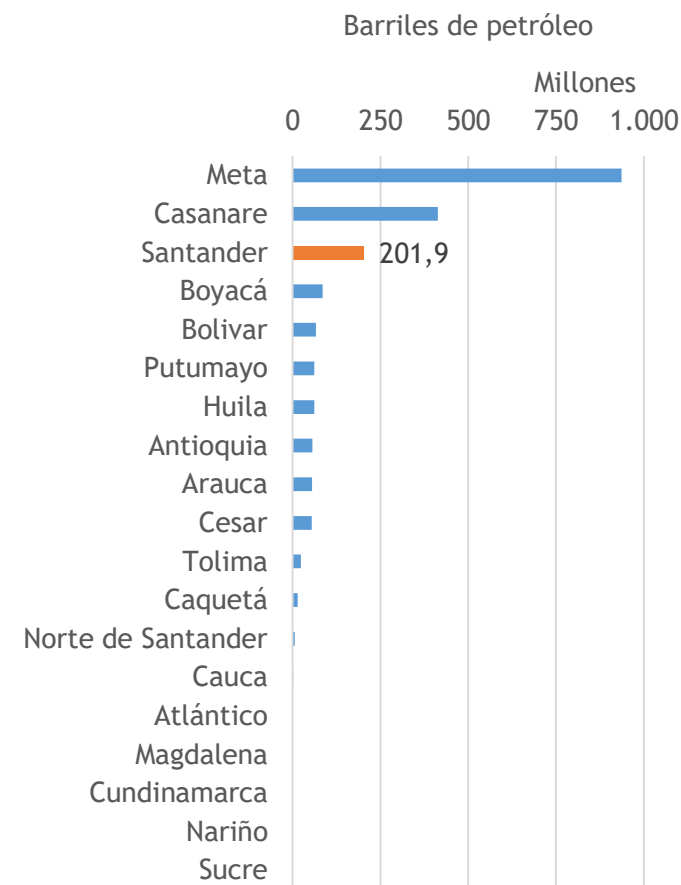 Barriles de petróleo
Millones
0 250 500 750 1.000
Meta
Casanare
Santander 201,9
Boyacá
Bolivar
Putumayo
Huila
Antioquia
Arauca
Cesar
Tolima
Caquetá
Norte de Santander
Cauca
Atlántico
Magdalena
Cundinamarca
Nariño
Sucre